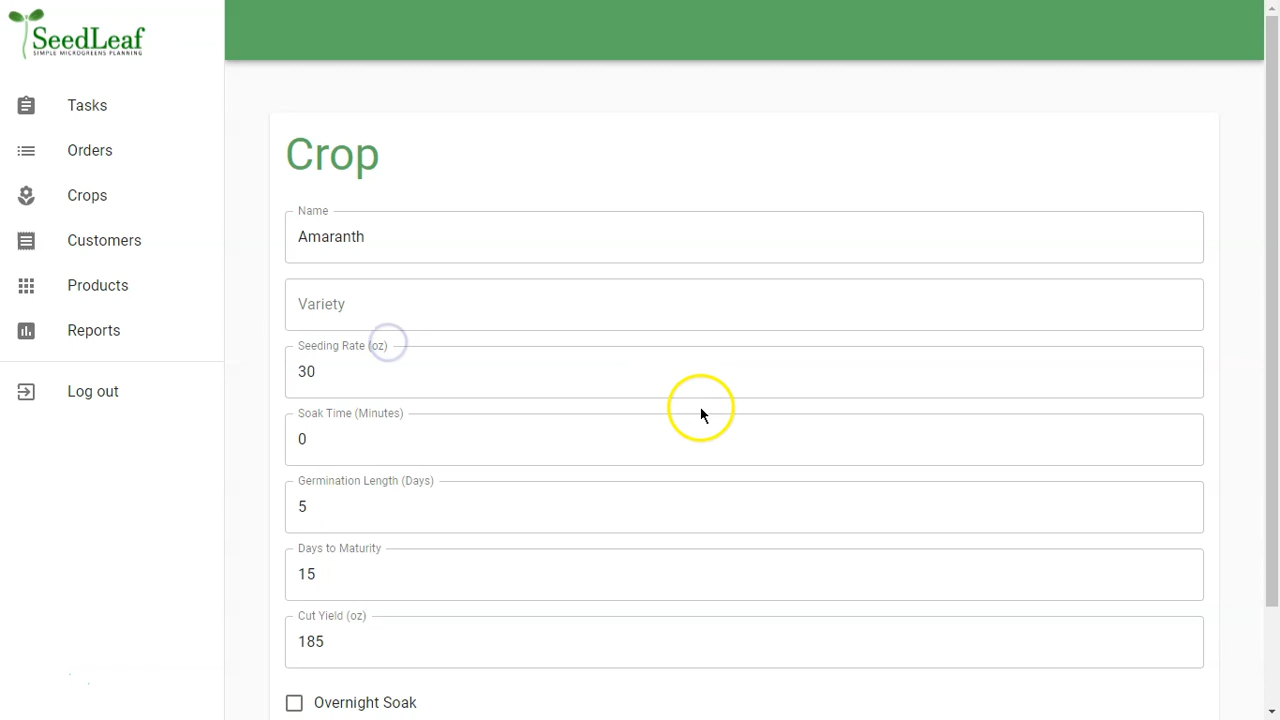 SeedLeaf
SIMPLE MICROGREENS PLANNING
Tasks
Orders
Crops
Customers
Products
Reports
Log out
Crop
Name
Amaranth
Variety
Seeding Rate (oz)
30
Soak Time (Minutes)
0
Germination Length (Days)
5
Days to Maturity
15
Cut Yield (oz)
185
Overnight Soak